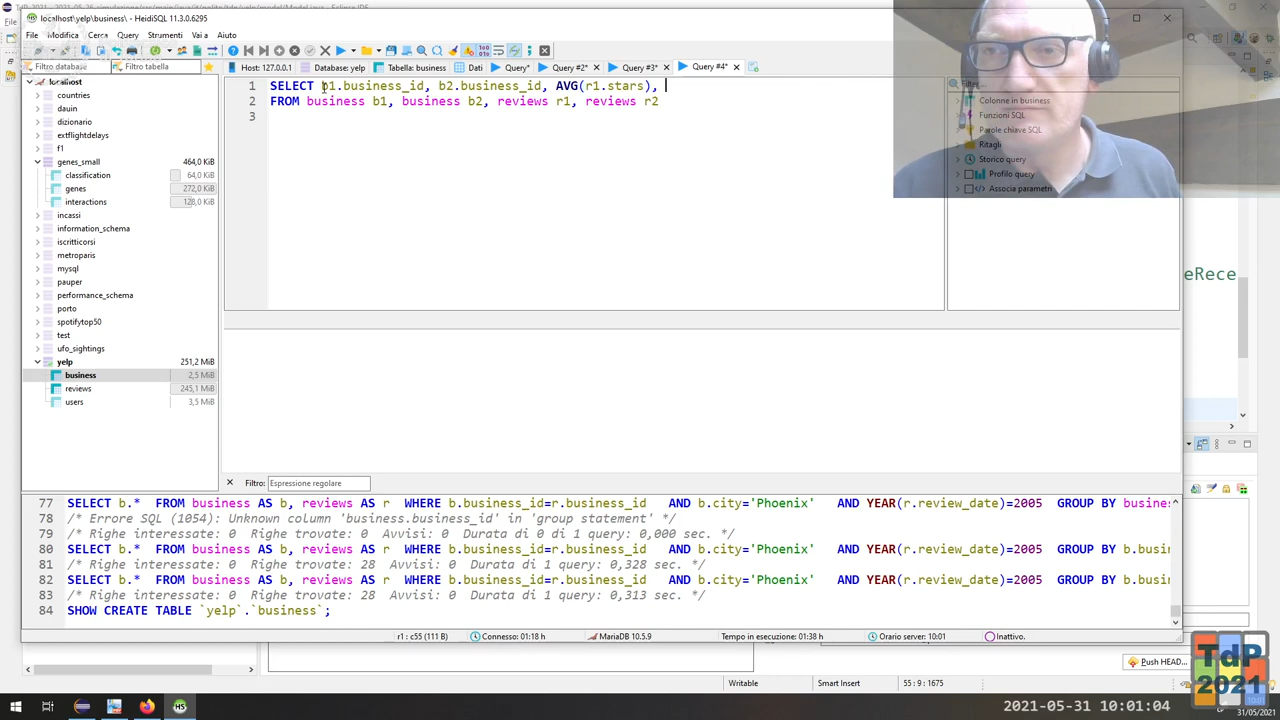 localhost\yelp\business\ - HeidiSQL 11.3.0.6295
File Modifica Cerca Query Strumenti Vai Aiuto
Filtro database Filtro tabella
Host: 127.0.0.1 Database: yelp Tabella: business Dati Query* Query #2* Query #3* Query #4*
localhost
countries
dauin
dizionario
extflightdelays
f1
genes_small 464,0 KiB
classification 64,0 KiB
genes 272,0 KiB
interactions 128,0 KiB
incassi
information_schema
iscritticorsi
metroparis
mysql
pauper
performance_schema
porto
spotifytop50
test
ufo_sightings
yelp 251,2 MiB
business 2,5 MiB
reviews 245,1 MiB
users 3,5 MiB
1 SELECT b1.business_id, b2.business_id, AVG(r1.stars),
2 FROM business b1, business b2, reviews r1, reviews r2
3
Colonne in business
Funzioni SQL
Parole chiave SQL
Ritagli
Storico query
Profilo query
Associa parametri
eRece
Filtro: Espressione regolare
77 SELECT b.* FROM business AS b, reviews AS r WHERE b.business_id=r.business_id AND b.city='Phoenix' AND YEAR(r.review_date)=2005 GROUP BY busines
78 /* Errore SQL (1054): Unknown column 'business.business_id' in 'group statement' */
79 /* Righe interessate: 0 Righe trovate: 0 Avvisi: 0 Durata di 0 di 1 query: 0,000 sec. */
80 SELECT b.* FROM business AS b, reviews AS r WHERE b.business_id=r.business_id AND b.city='Phoenix' AND YEAR(r.review_date)=2005 GROUP BY b.busin
81 /* Righe interessate: 0 Righe trovate: 28 Avvisi: 0 Durata di 1 query: 0,328 sec. */
82 SELECT b.* FROM business AS b, reviews AS r WHERE b.business_id=r.business_id AND b.city='Phoenix' AND YEAR(r.review_date)=2005 GROUP BY b.busin
83 /* Righe interessate: 0 Righe trovate: 28 Avvisi: 0 Durata di 1 query: 0,313 sec. */
84 SHOW CREATE TABLE `yelp`.`business`;
r1 : c55 (111 B) Connesso: 01:18 h MariaDB 10.5.9 Tempo in esecuzione: 01:38 h Orario server: 10:01 Inattivo.
Push HEAD...
TdP
2021
Writable Smart Insert 55 : 9 : 1675
2021-05-31 10:01:04
31/05/2021